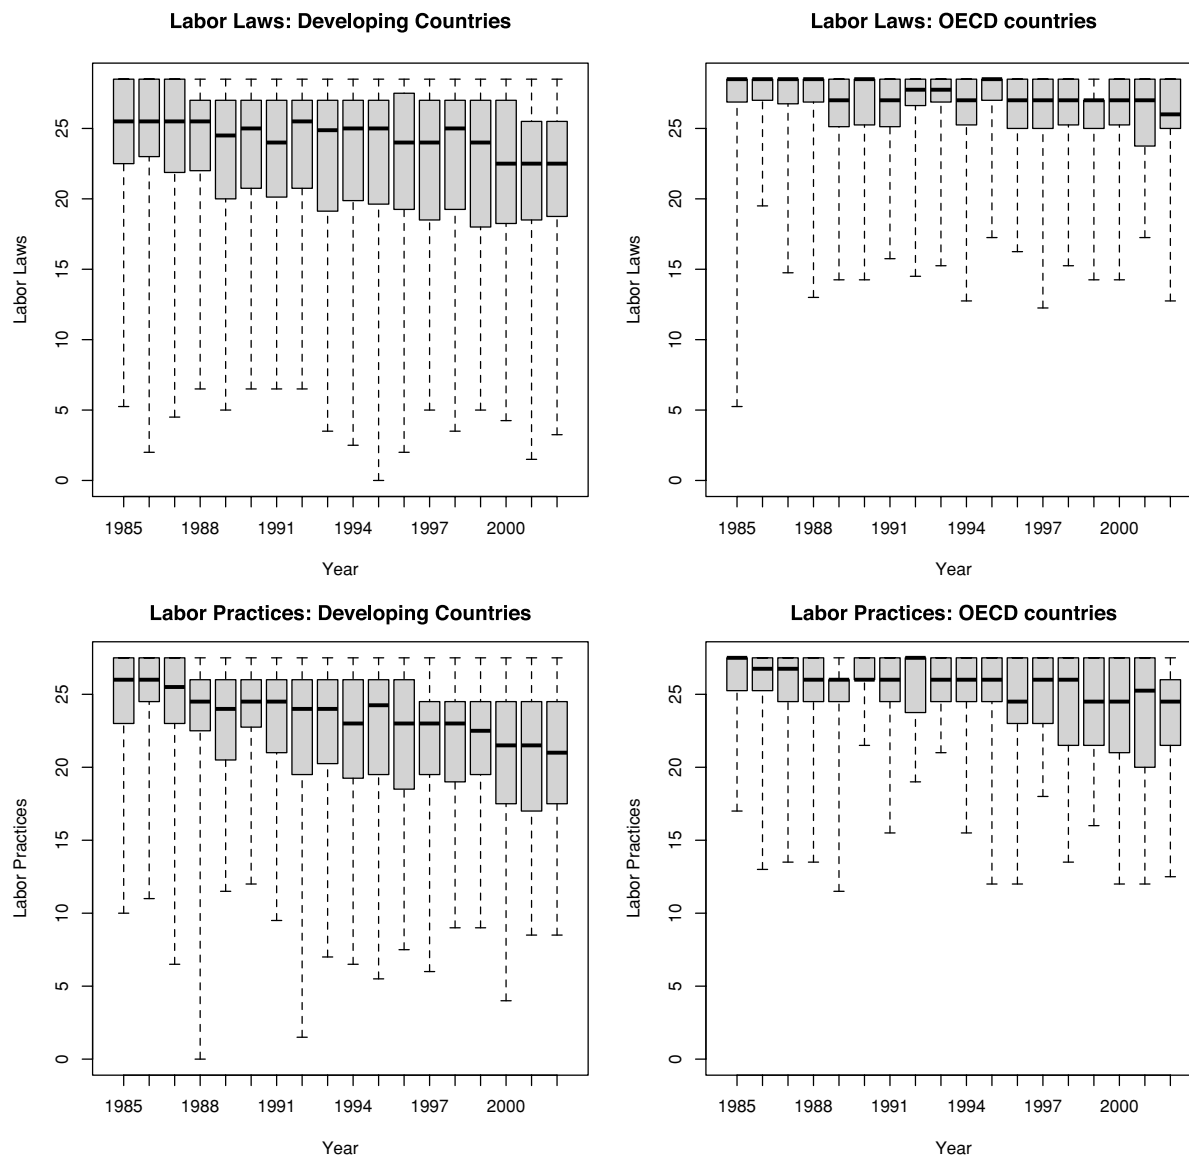 Labor Laws: Developing Countries
Labor Laws
25
20
15
10
5
0
1985 1988 1991 1994 1997 2000
Year
Labor Laws: OECD countries
Labor Laws
25
20
15
10
5
0
1985 1988 1991 1994 1997 2000
Year
Labor Practices: Developing Countries
Labor Practices
25
20
15
10
5
0
1985 1988 1991 1994 1997 2000
Year
Labor Practices: OECD countries
Labor Practices
25
20
15
10
5
0
1985 1988 1991 1994 1997 2000
Year